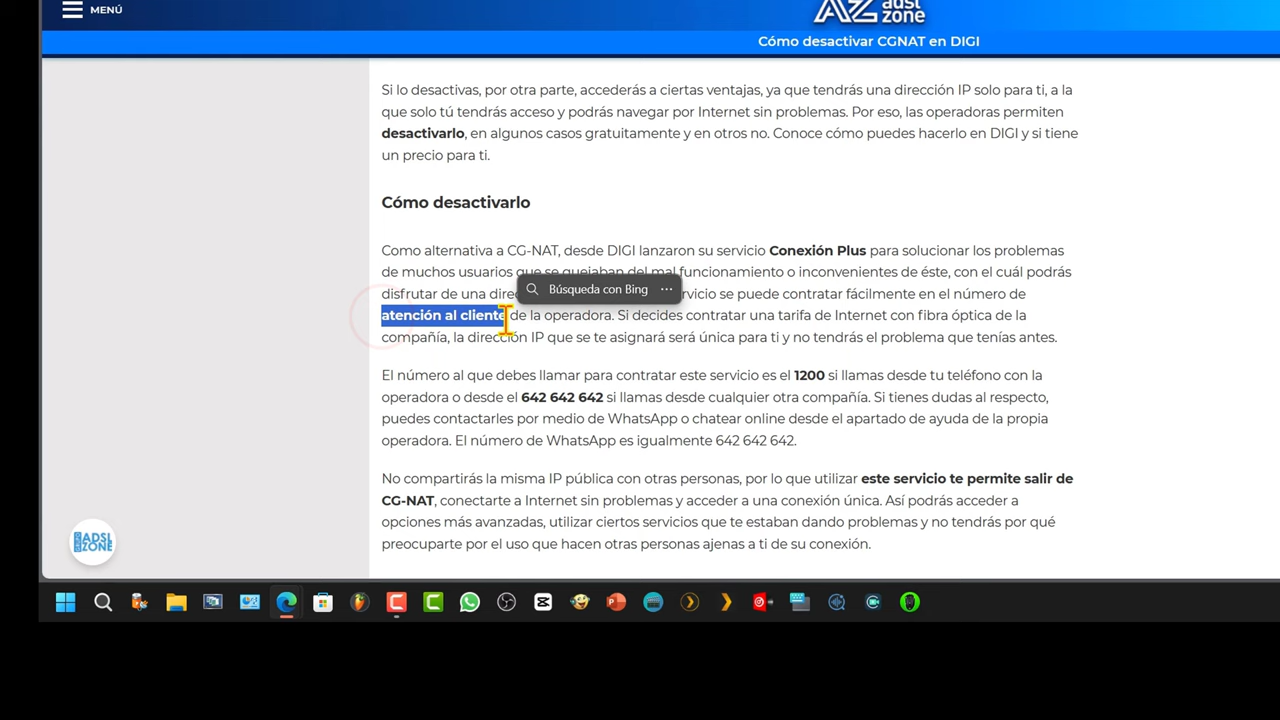 MENÚ
AZ adsl zone
Cómo desactivar CGNAT en DIGI
Si lo desactivas, por otra parte, accederás a ciertas ventajas, ya que tendrás una dirección IP solo para ti, a la
que solo tú tendrás acceso y podrás navegar por Internet sin problemas. Por eso, las operadoras permiten
desactivarlo, en algunos casos gratuitamente y en otros no. Conoce cómo puedes hacerlo en DIGI y si tiene
un precio para ti.
Cómo desactivarlo
Como alternativa a CG-NAT, desde DIGI lanzaron su servicio Conexión Plus para solucionar los problemas
de muchos usuarios que se quejaban del mal funcionamiento o inconvenientes de éste, con el cuál podrás
disfrutar de una rvicio se puede contratar fácilmente en el número de
Búsqueda con Bing ...
atención al cliente de la operadora. Si decides contratar una tarifa de Internet con fibra óptica de la
compañía, la dirección IP que se te asignará será única para ti y no tendrás el problema que tenías antes.
El número al que debes llamar para contratar este servicio es el 1200 si llamas desde tu teléfono con la
operadora o desde el 642 642 642 si llamas desde cualquier otra compañía. Si tienes dudas al respecto,
puedes contactarles por medio de WhatsApp o chatear online desde el apartado de ayuda de la propia
operadora. El número de WhatsApp es igualmente 642 642 642.
No compartirás la misma IP pública con otras personas, por lo que utilizar este servicio te permite salir de
CG-NAT, conectarte a Internet sin problemas y acceder a una conexión única. Así podrás acceder a
opciones más avanzadas, utilizar ciertos servicios que te estaban dando problemas y no tendrás por qué
preocuparte por el uso que hacen otras personas ajenas a ti de su conexión.
ADSL
ZONE